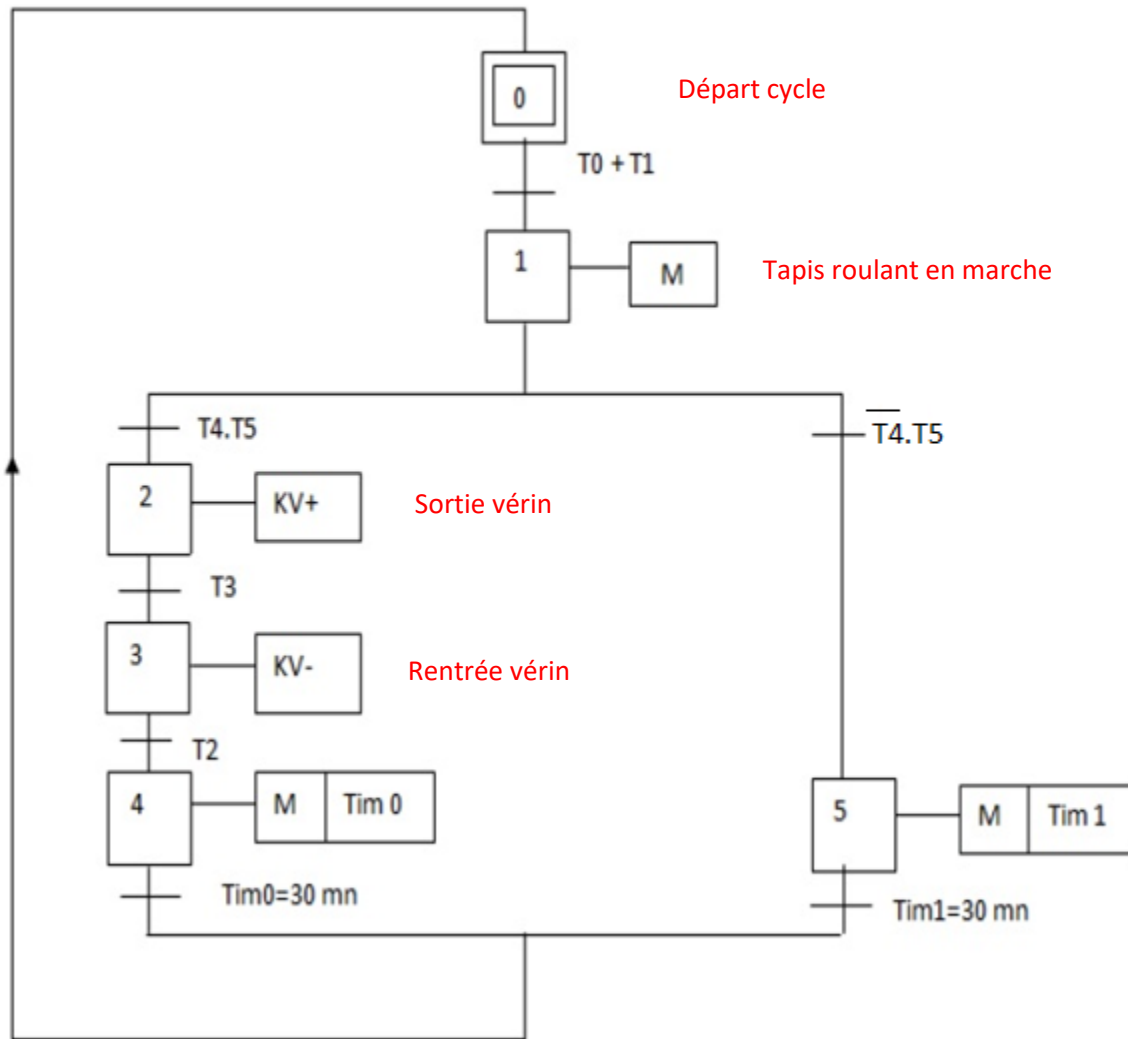 0
Départ cycle
T0 + T1
1
M
Tapis roulant en marche
T4.T5
T̅4̅.T5
2
KV+
Sortie vérin
T3
3
KV-
Rentrée vérin
T2
4
M
Tim 0
5
M
Tim 1
Tim0=30 mn
Tim1=30 mn